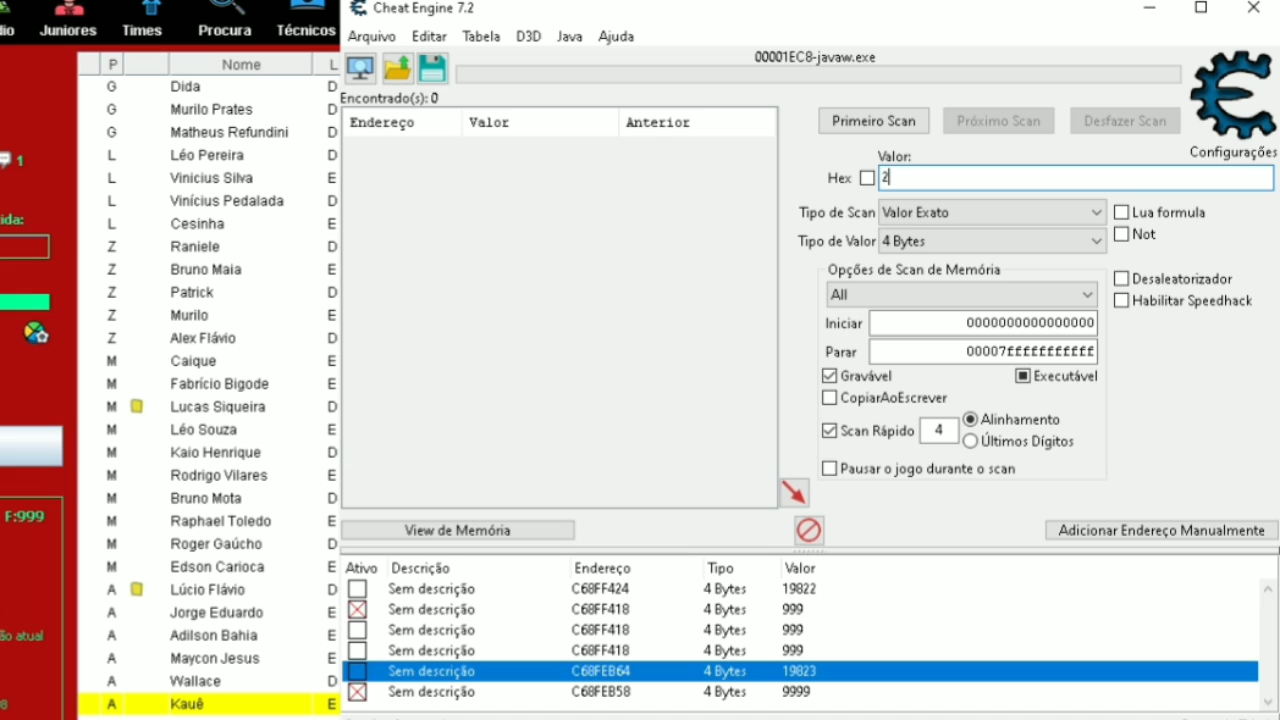 dio Juniores Times Procura Técnicos
P Nome L
G Dida D
G Murilo Prates D
G Matheus Refundini D
L Léo Pereira D
L Vinicius Silva E
L Vinícius Pedalada D
L Cesinha E
Z Raniele D
Z Bruno Maia E
Z Patrick D
Z Murilo E
Z Alex Flávio D
M Caique E
M Fabrício Bigode E
M Lucas Siqueira D
M Léo Souza E
M Kaio Henrique D
M Rodrigo Vilares E
M Bruno Mota D
M Raphael Toledo E
M Roger Gaúcho D
M Edson Carioca E
A Lúcio Flávio D
A Jorge Eduardo E
A Adilson Bahia E
A Maycon Jesus E
A Wallace D
A Kauê E
1
ida:
F:999
ão atual
8
Cheat Engine 7.2
Arquivo Editar Tabela D3D Java Ajuda
00001EC8-javaw.exe
Encontrado(s): 0
Endereço Valor Anterior
Primeiro Scan Próximo Scan Desfazer Scan
Configurações
Valor:
Hex 2
Tipo de Scan Valor Exato
Lua formula
Tipo de Valor 4 Bytes
Not
Opções de Scan de Memória
All
Desaleatorizador
Habilitar Speedhack
Iniciar 0000000000000000
Parar 00007fffffffffff
Gravável Executável
CopiarAoEscrever
Scan Rápido 4 Alinhamento
Últimos Dígitos
Pausar o jogo durante o scan
View de Memória
Adicionar Endereço Manualmente
Ativo Descrição Endereço Tipo Valor
Sem descrição C68FF424 4 Bytes 19822
Sem descrição C68FF418 4 Bytes 999
Sem descrição C68FF418 4 Bytes 999
Sem descrição C68FF418 4 Bytes 999
Sem descrição C68FEB64 4 Bytes 19823
Sem descrição C68FEB58 4 Bytes 9999